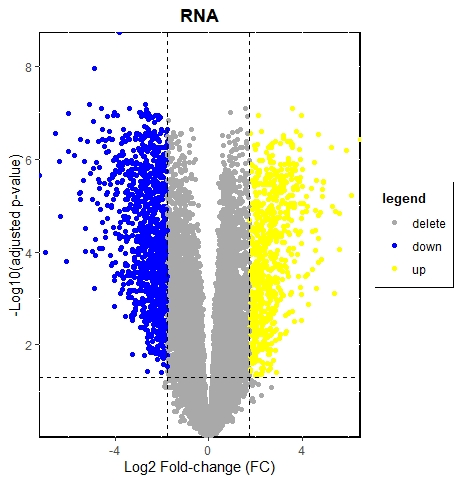 RNA
-Log10(adjusted p-value)
8
6
4
2
-4
0
4
Log2 Fold-change (FC)
legend
delete
down
up